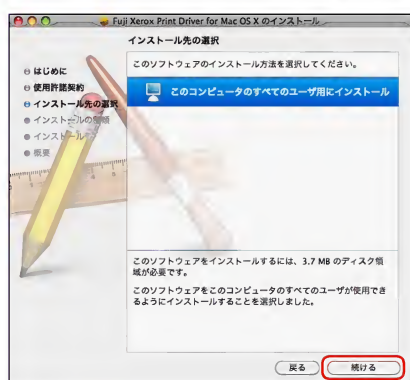 Fuji Xerox Print Driver for Mac OS X のインストール
インストール先の選択
はじめに
使用許諾契約
インストール先の選択
インストールの種類
インストール
概要
このソフトウェアのインストール方法を選択してください。
このコンピュータのすべてのユーザ用にインストール
このソフトウェアをインストールするには、3.7 MB のディスク領
域が必要です。
このソフトウェアをこのコンピュータのすべてのユーザが使用でき
るようにインストールすることを選択しました。
戻る
続ける